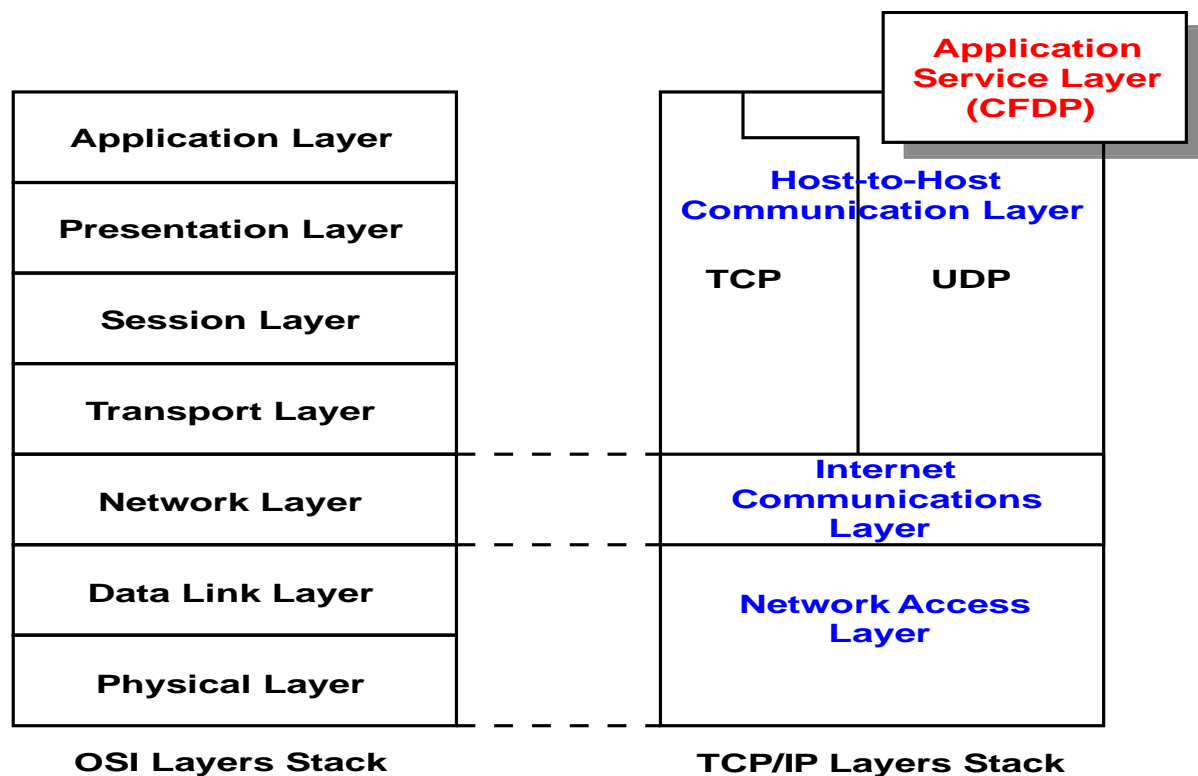 Application Layer
Presentation Layer
Session Layer
Transport Layer
Network Layer
Data Link Layer
Physical Layer
OSI Layers Stack
Application
Service Layer
(CFDP)
Host-to-Host
Communication Layer
TCP
UDP
Internet
Communications
Layer
Network Access
Layer
TCP/IP Layers Stack